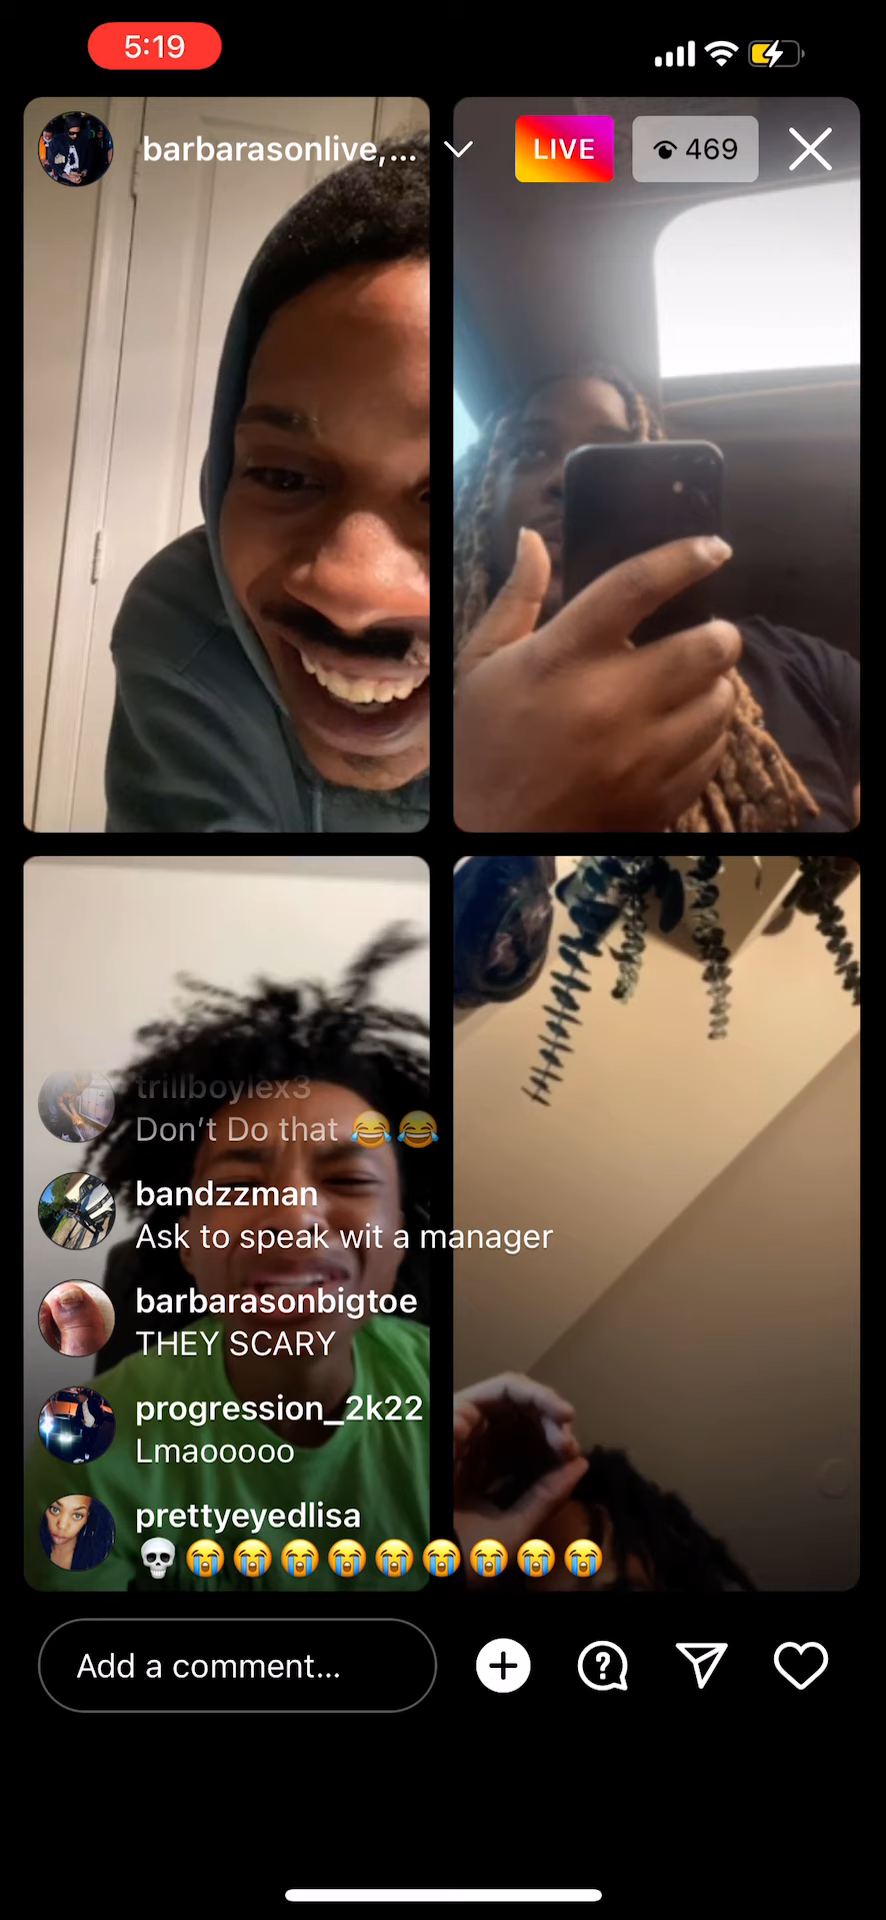 5:19
barbarasonlive,...
LIVE
469
trillboylex3
Don't Do that 😂😂
bandzzman
Ask to speak wit a manager
barbarasonbigtoe
THEY SCARY
progression_2k22
Lmaooooo
prettyeyedlisa
💀😭😭😭😭😭😭😭😭😭
Add a comment...